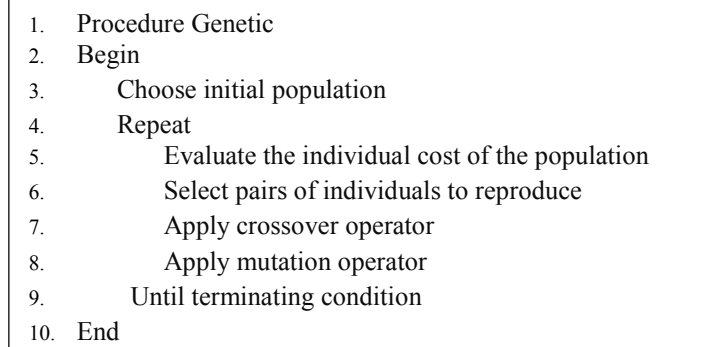 1. Procedure Genetic
2. Begin
3. Choose initial population
4. Repeat
5. Evaluate the individual cost of the population
6. Select pairs of individuals to reproduce
7. Apply crossover operator
8. Apply mutation operator
9. Until terminating condition
10. End